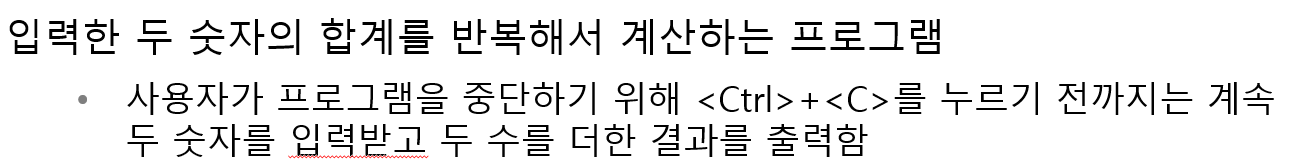 입력한 두 숫자의 합계를 반복해서 계산하는 프로그램
• 사용자가 프로그램을 중단하기 위해 <Ctrl>+<C>를 누르기 전까지는 계속
두 숫자를 입력받고 두 수를 더한 결과를 출력함